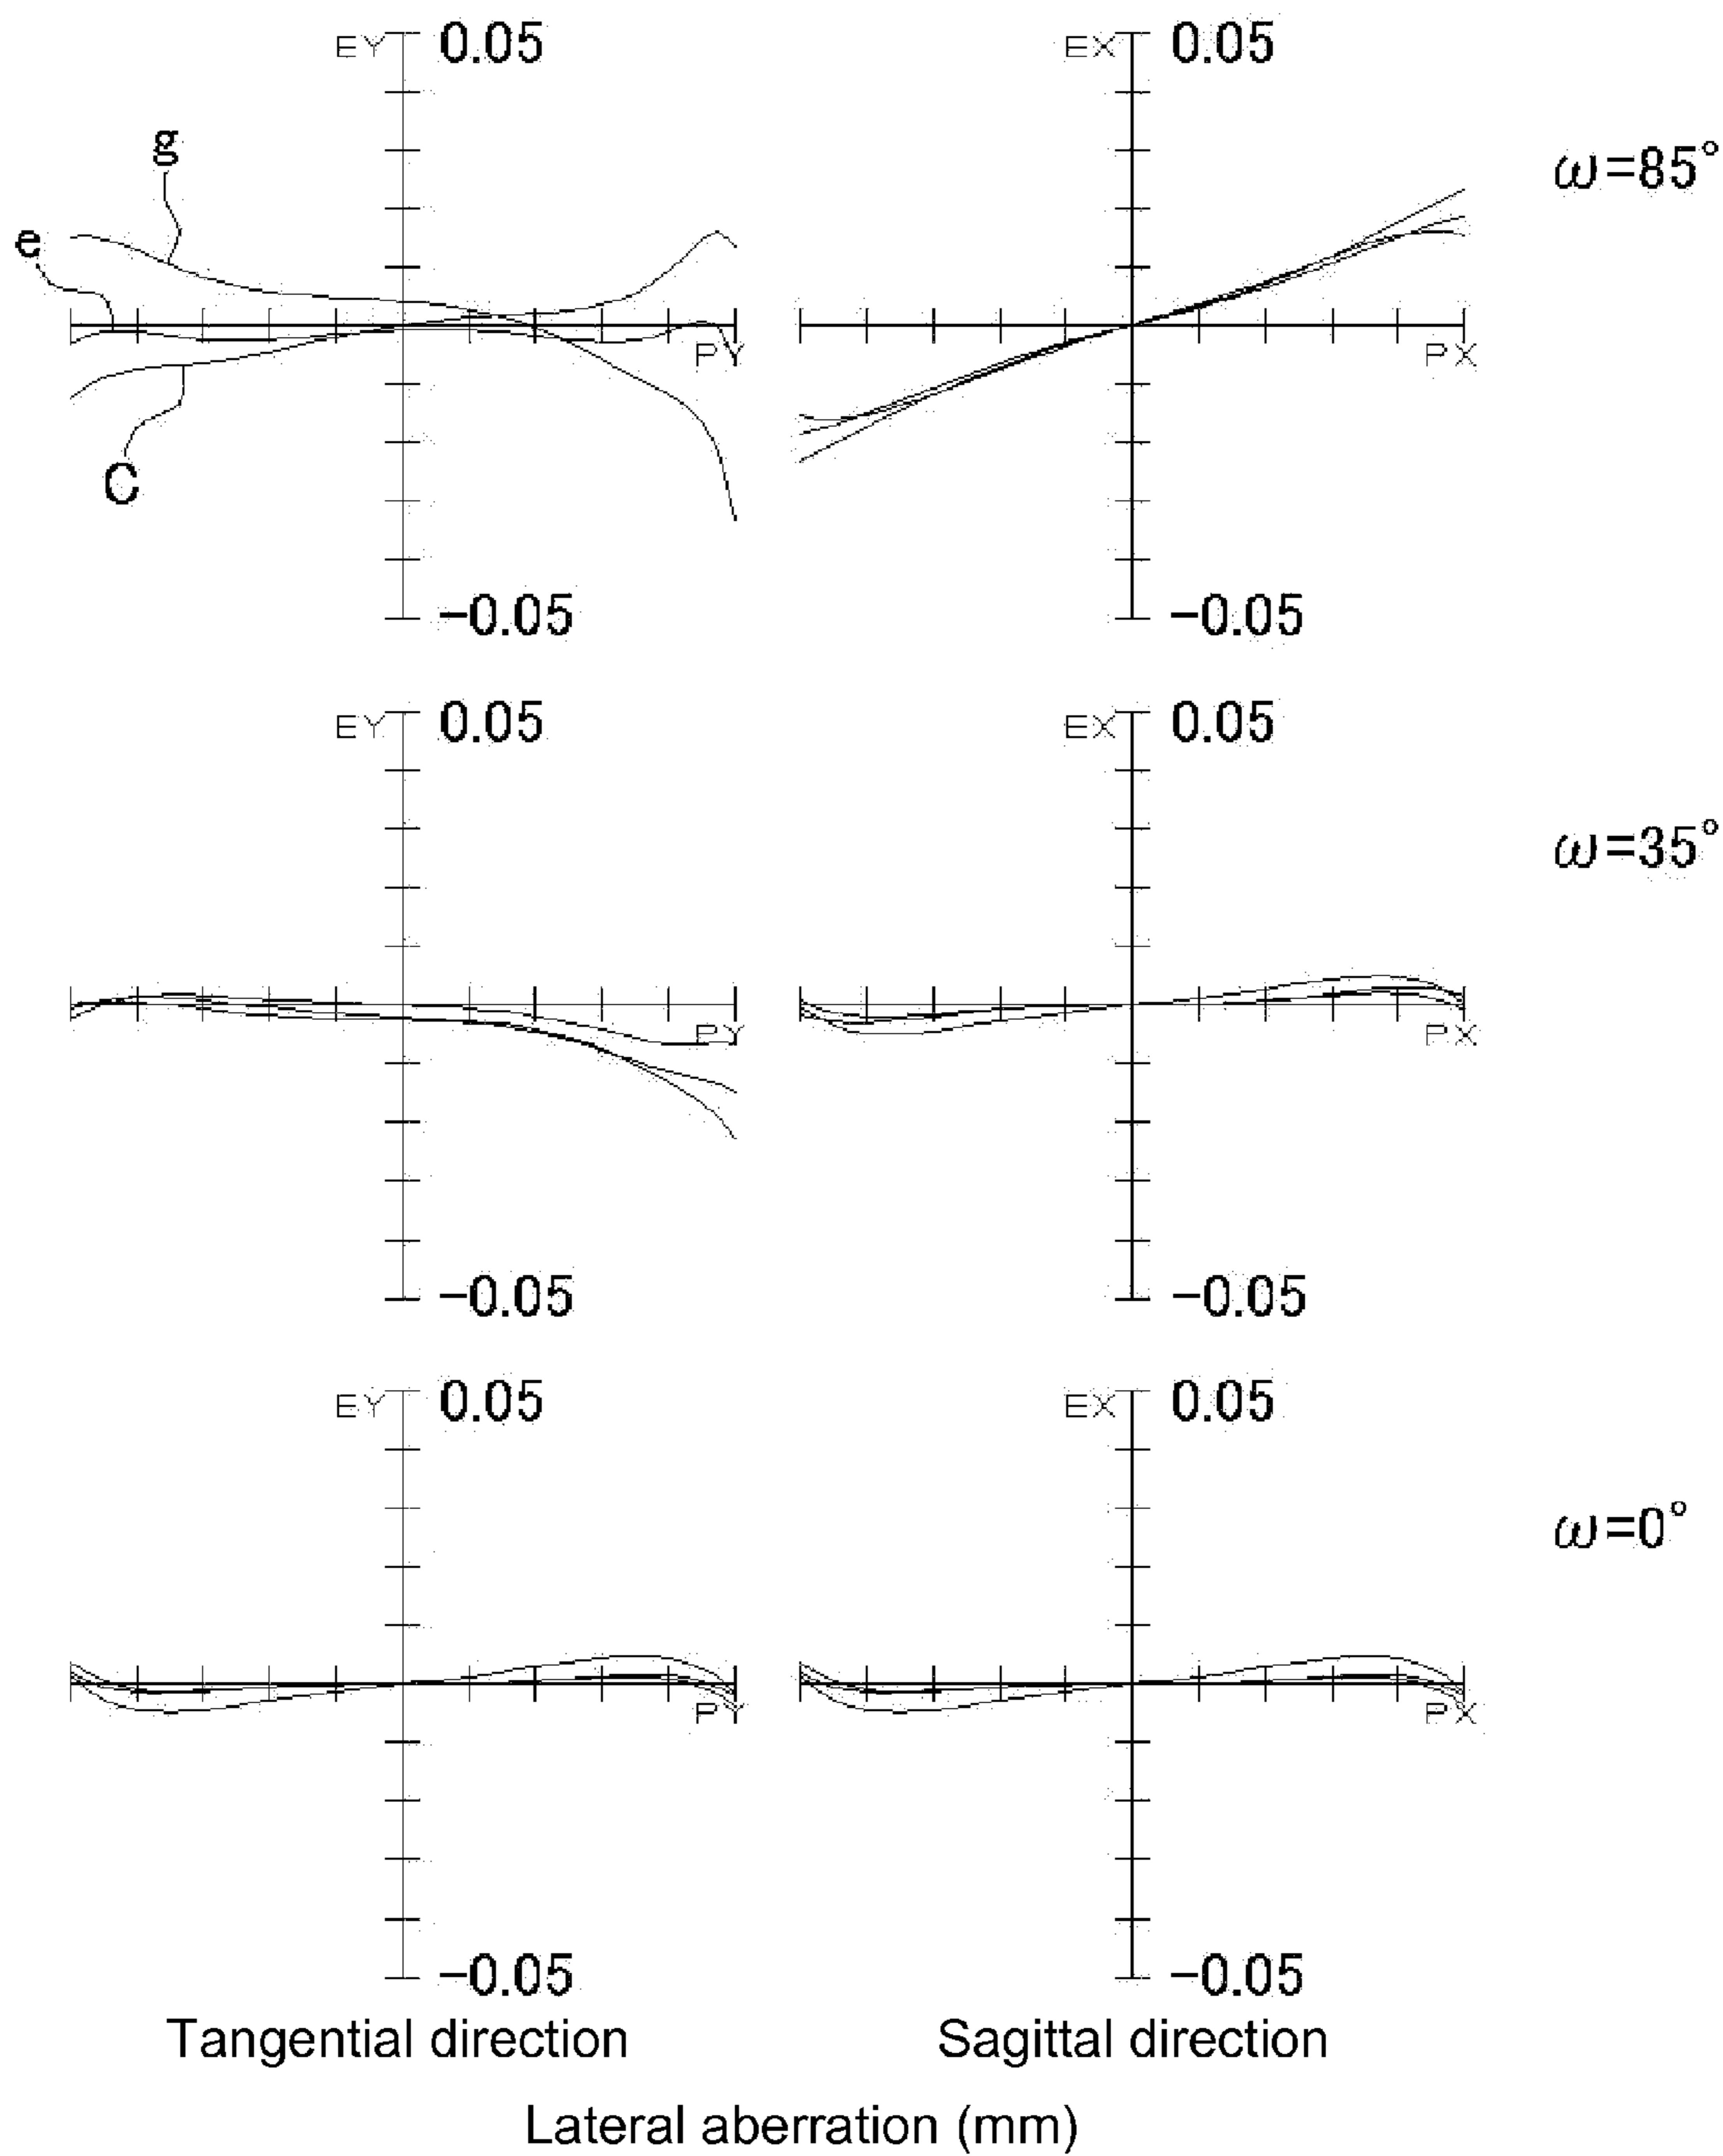 EY 0.05 EX 0.05
g
ω=85°
e
PY PX
C
-0.05 -0.05
EY 0.05 EX 0.05
ω=35°
PY PX
-0.05 -0.05
EY 0.05 EX 0.05
ω=0°
PY PX
-0.05 -0.05
Tangential direction Sagittal direction
Lateral aberration (mm)